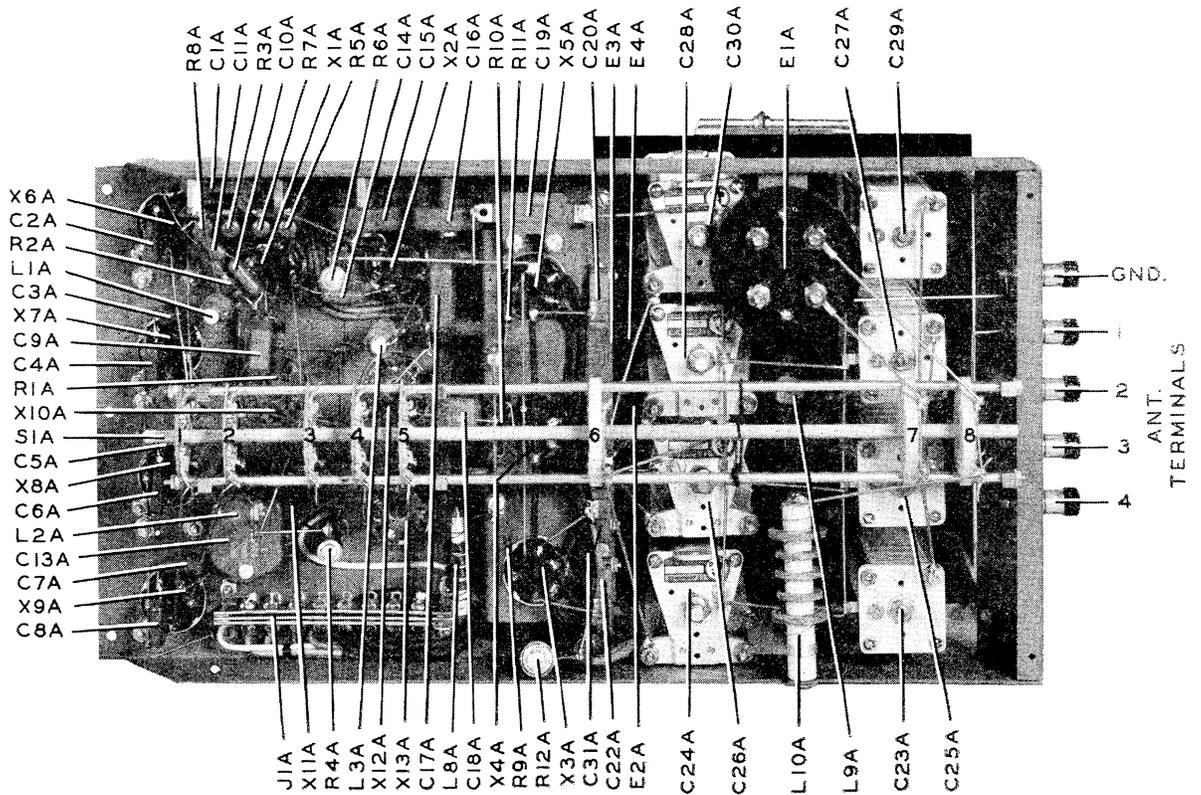 R8A
C1A
C11A
R3A
C10A
R7A
X1A
R5A
R6A
C14A
C15A
X2A
C16A
R10A
R11A
C19A
X5A
C20A
E3A
E4A
C28A
C30A
E1A
C27A
C29A
X6A
C2A
R2A
L1A
C3A
X7A
C9A
C4A
R1A
X10A
S1A
C5A
X8A
C6A
L2A
C13A
C7A
X9A
C8A
1 2 3 4 5 6 7 8
GND.
1
2
3
4
ANT.
TERMINALS
J1A
X11A
R4A
L3A
X12A
X13A
C17A
L8A
C18A
X4A
R9A
R12A
X3A
C31A
C22A
E2A
C24A
C26A
L10A
L9A
C23A
C25A